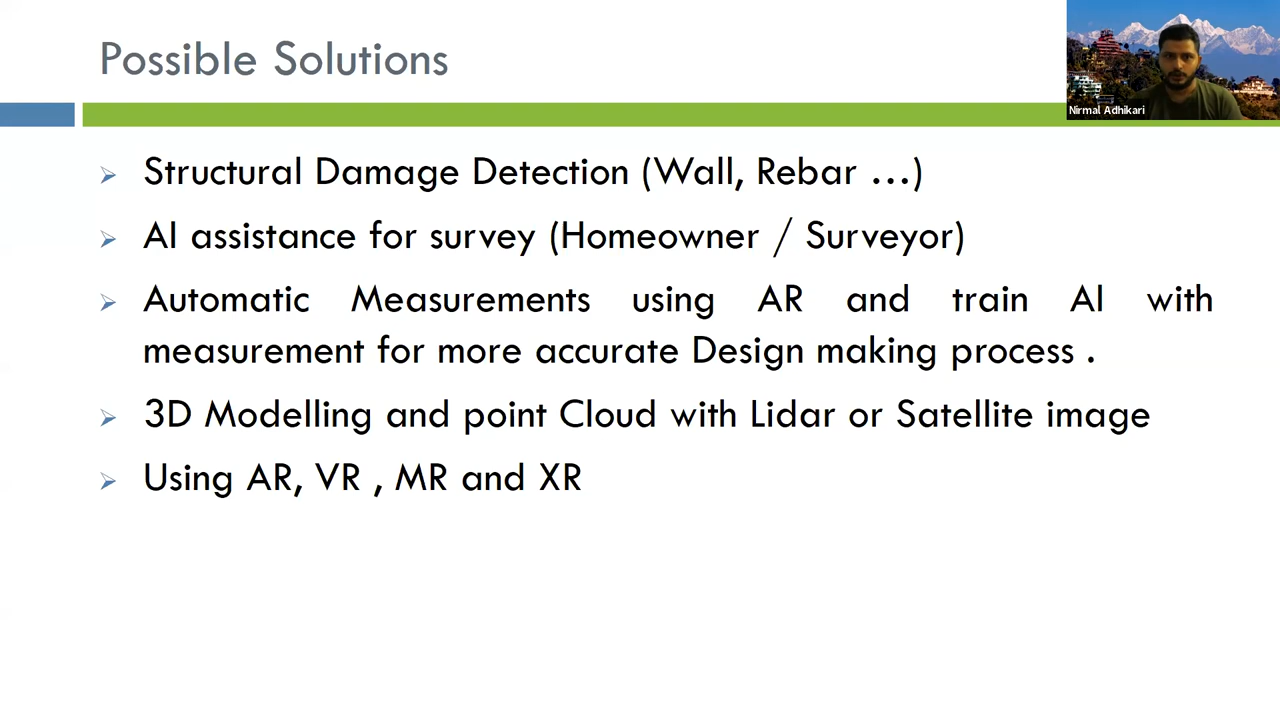 Possible Solutions
Nirmal Adhikari
Structural Damage Detection (Wall, Rebar ...)
AI assistance for survey (Homeowner / Surveyor)
Automatic Measurements using AR and train AI with
measurement for more accurate Design making process .
3D Modelling and point Cloud with Lidar or Satellite image
Using AR, VR , MR and XR